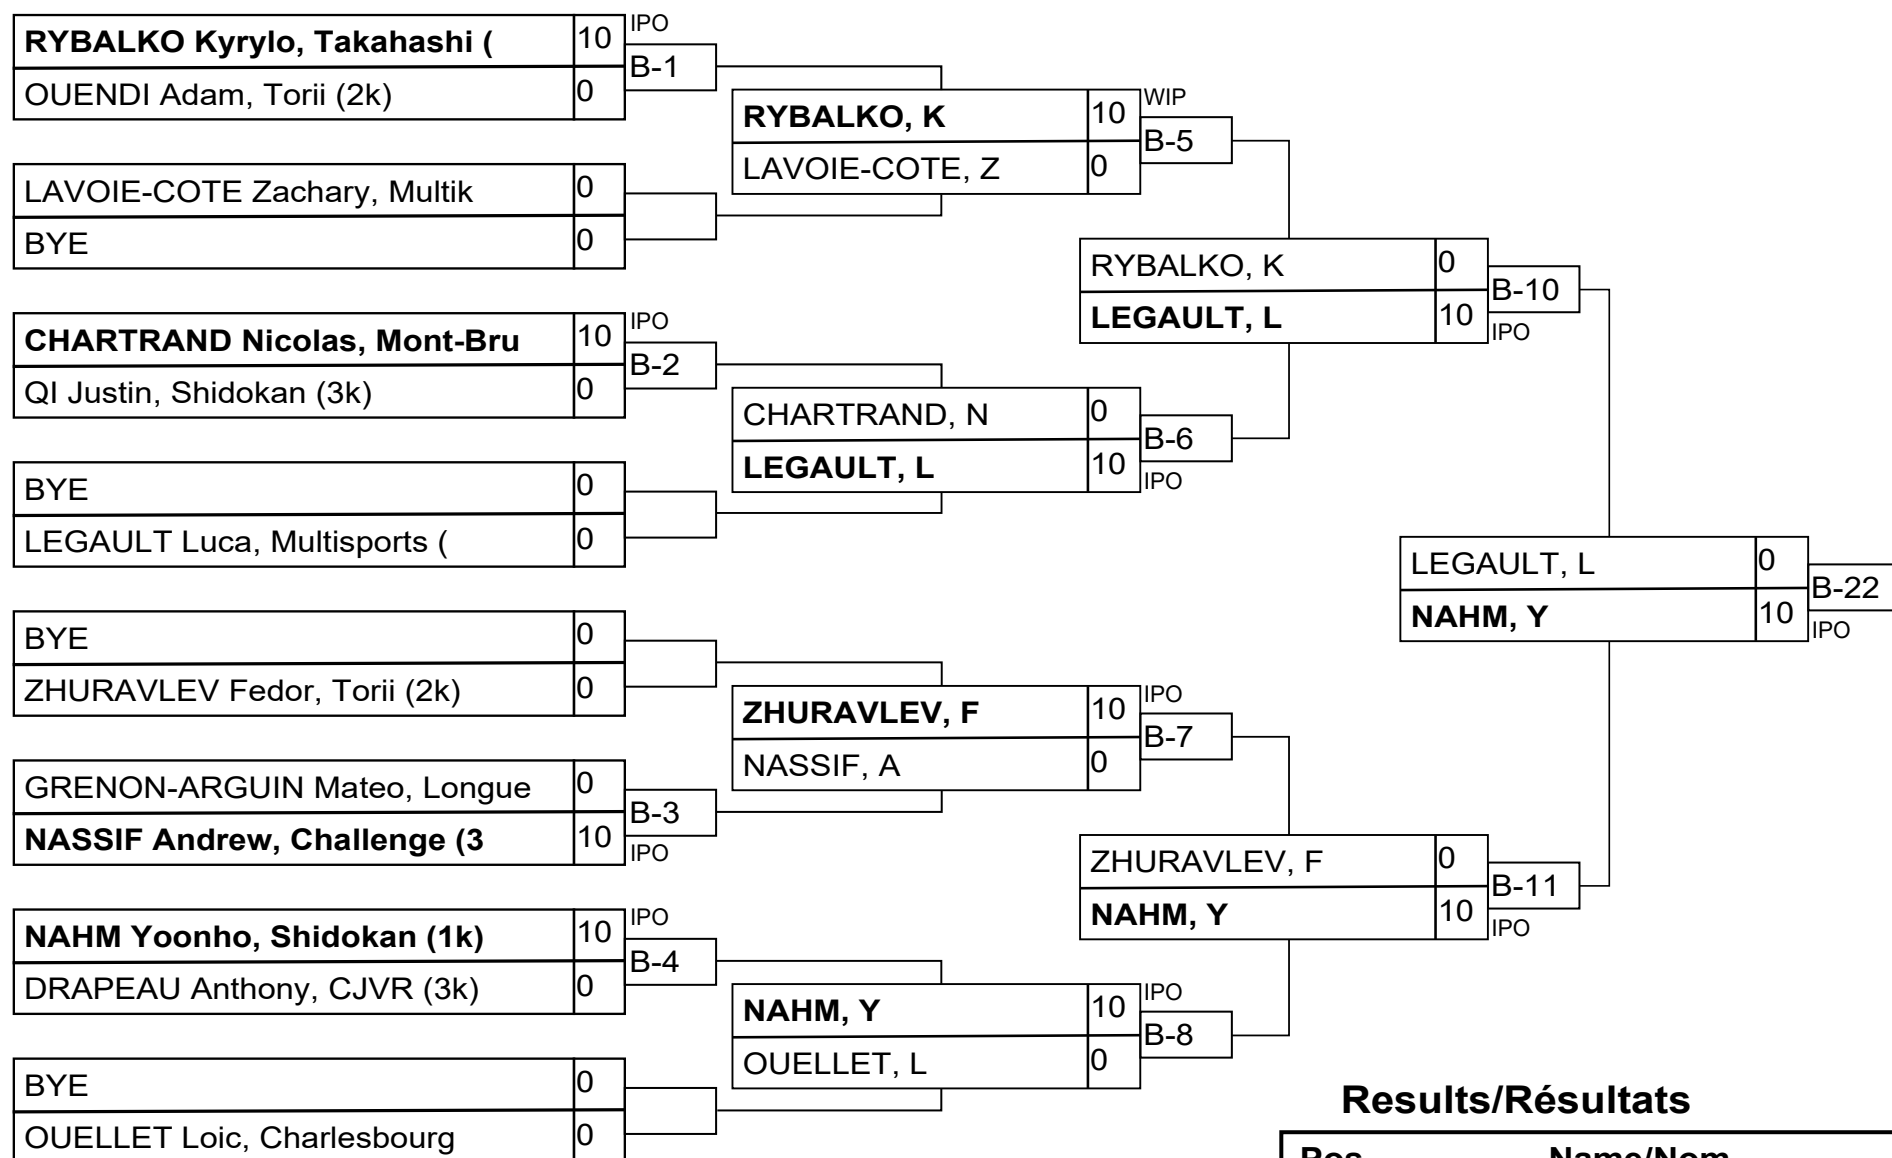 RYBALKO Kyrylo, Takahashi ( 10 IPO
B-1
OUENDI Adam, Torii (2k) 0
LAVOIE-COTE Zachary, Multik 0
BYE 0
CHARTRAND Nicolas, Mont-Bru 10 IPO
B-2
QI Justin, Shidokan (3k) 0
BYE 0
LEGAULT Luca, Multisports ( 0
BYE 0
ZHURAVLEV Fedor, Torii (2k) 0
GRENON-ARGUIN Mateo, Longue 0
B-3
NASSIF Andrew, Challenge (3 10 IPO
NAHM Yoonho, Shidokan (1k) 10 IPO
B-4
DRAPEAU Anthony, CJVR (3k) 0
BYE 0
OUELLET Loic, Charlesbourg 0
RYBALKO, K 10 WIP
B-5
LAVOIE-COTE, Z 0
CHARTRAND, N 0
B-6
LEGAULT, L 10 IPO
ZHURAVLEV, F 10 IPO
B-7
NASSIF, A 0
NAHM, Y 10 IPO
B-8
OUELLET, L 0
RYBALKO, K 0
B-10
LEGAULT, L 10 IPO
ZHURAVLEV, F 0
B-11
NAHM, Y 10 IPO
LEGAULT, L 0
B-22
NAHM, Y 10 IPO
Results/Résultats
Pos Name/Nom